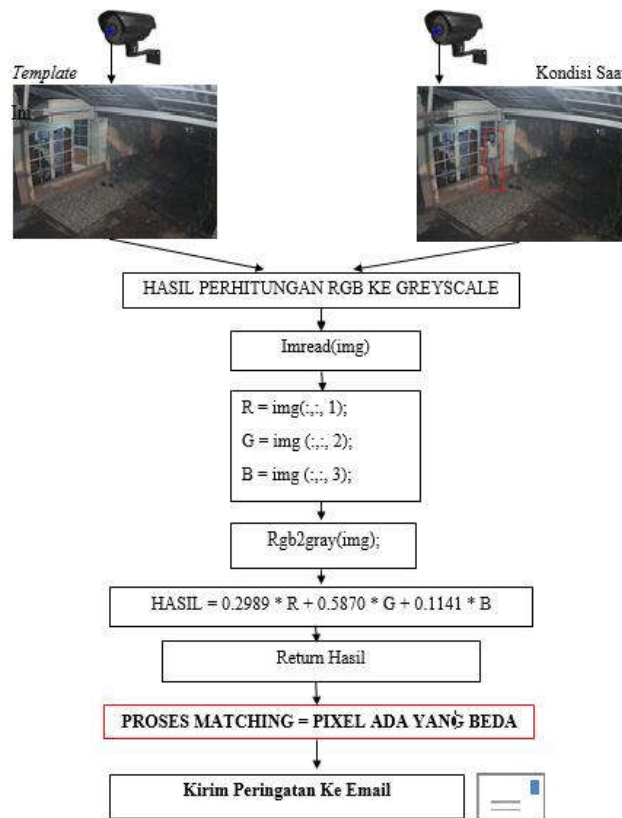 Template
Kondisi Saat
Ini
HASIL PERHITUNGAN RGB KE GREYSCALE
Imread(img)
R = img(:,:, 1);
G = img (:,:, 2);
B = img (:,:, 3);
Rgb2gray(img);
HASIL = 0.2989 * R + 0.5870 * G + 0.1141 * B
Return Hasil
PROSES MATCHING = PIXEL ADA YANG BEDA
Kirim Peringatan Ke Email